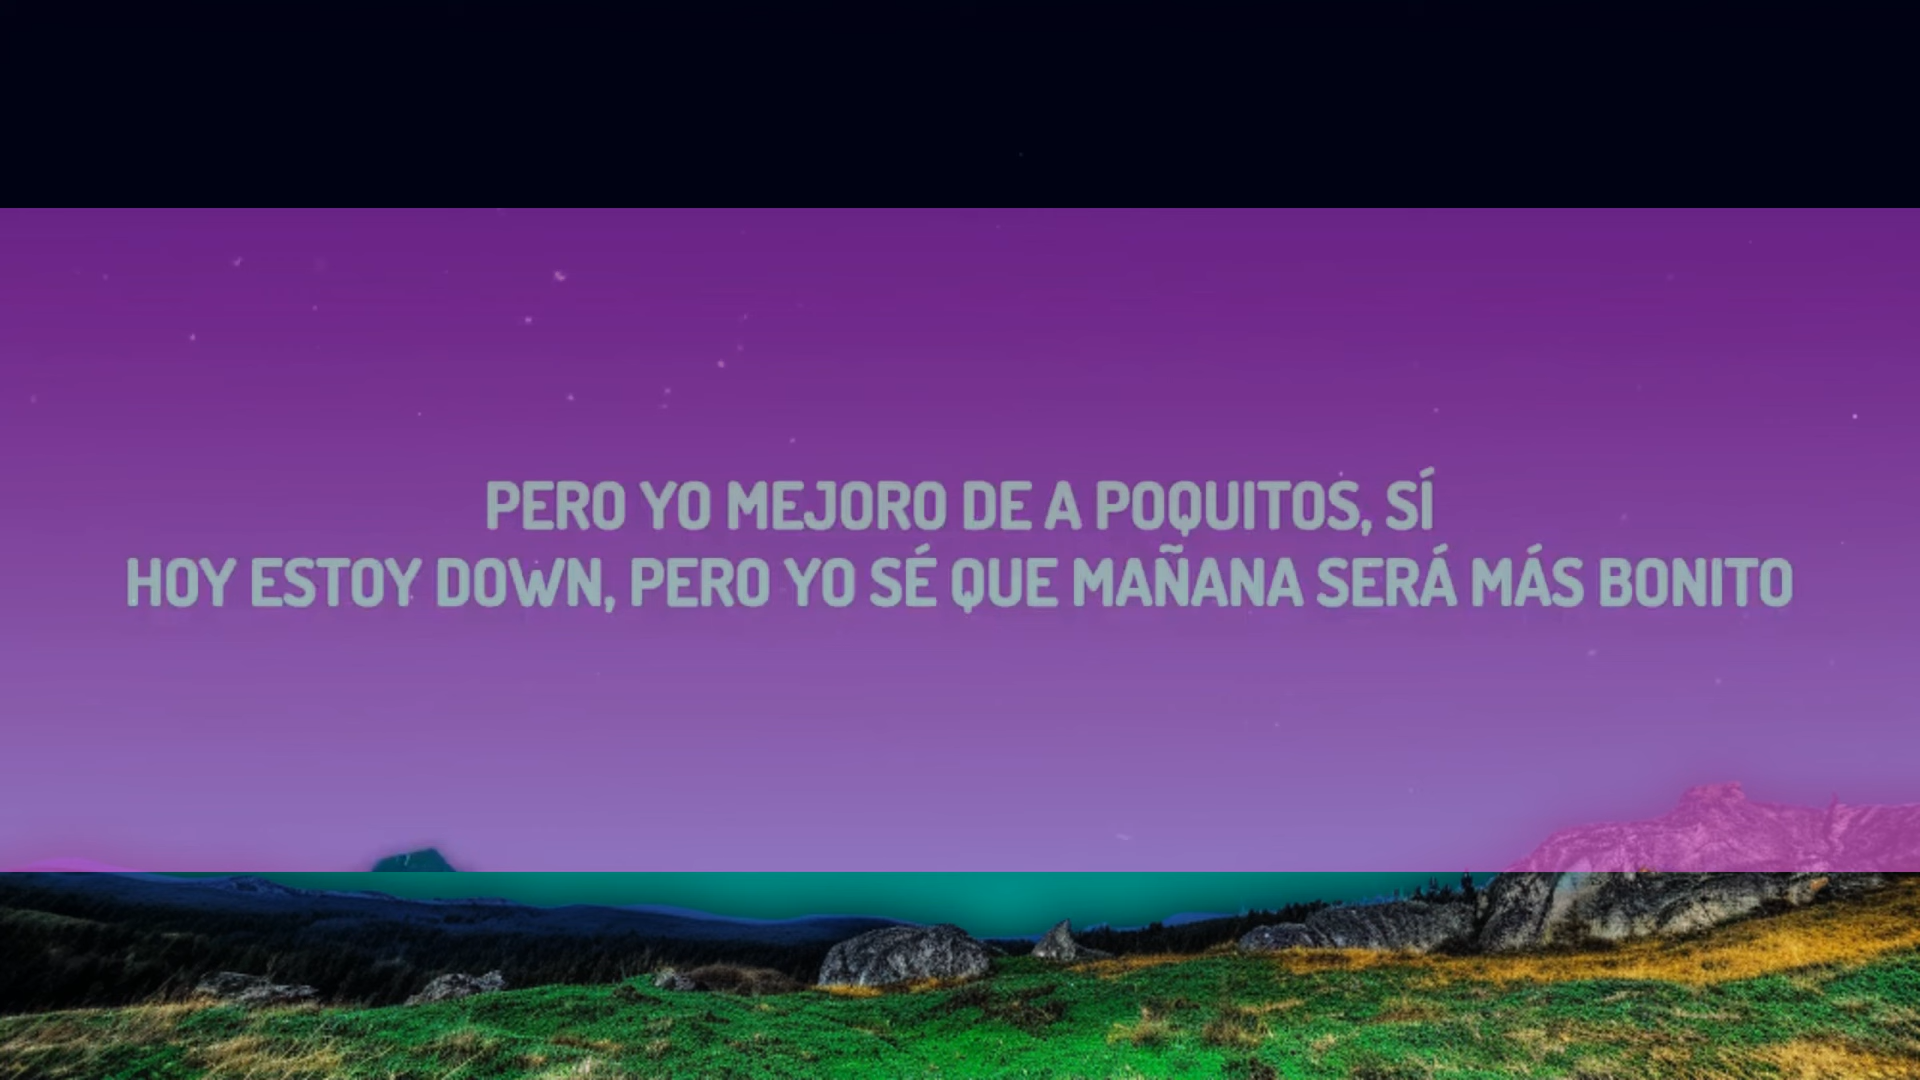 PERO YO MEJORO DE A POQUITOS, SÍ
HOY ESTOY DOWN, PERO YO SÉ QUE MAÑANA SERÁ MÁS BONITO